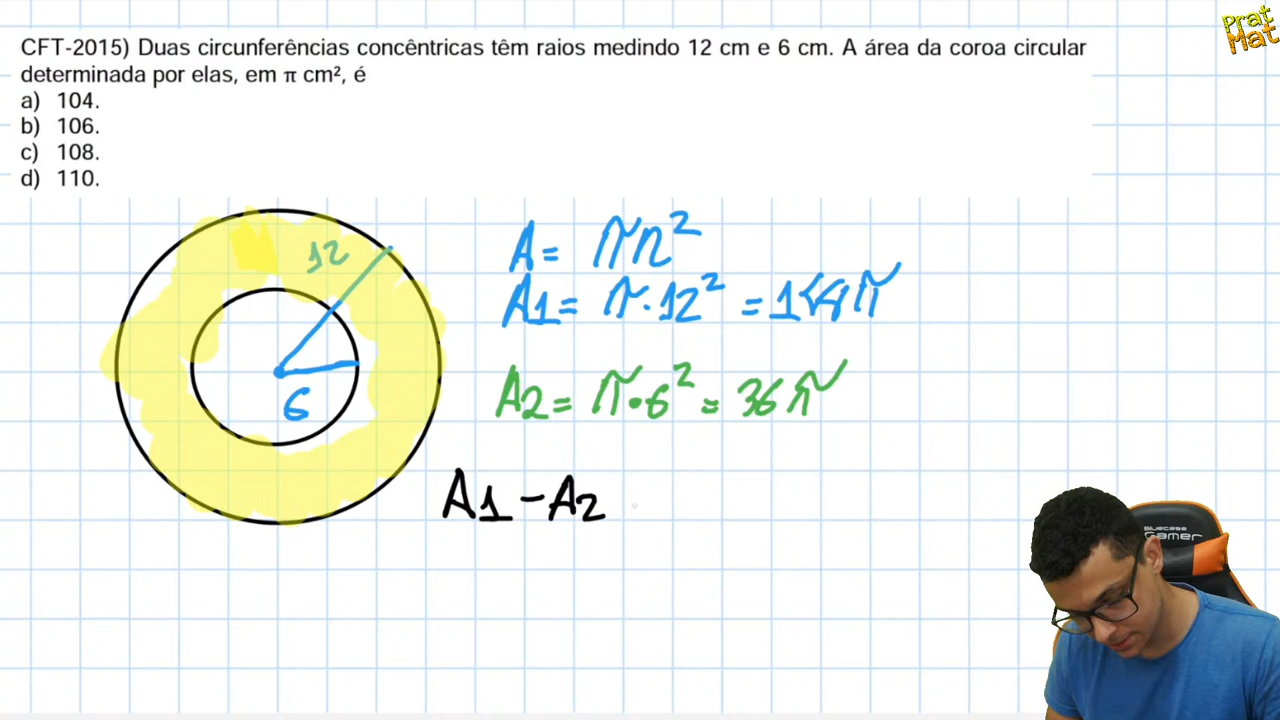 Prat
Mat
CFT-2015) Duas circunferências concêntricas têm raios medindo 12 cm e 6 cm. A área da coroa circular
determinada por elas, em π cm², é
a) 104.
b) 106.
c) 108.
d) 110.
12
6
A = πr²
A1 = π.12² = 144π
A2 = π•6² = 36π
A1 - A2
BLUECASE
Gamer